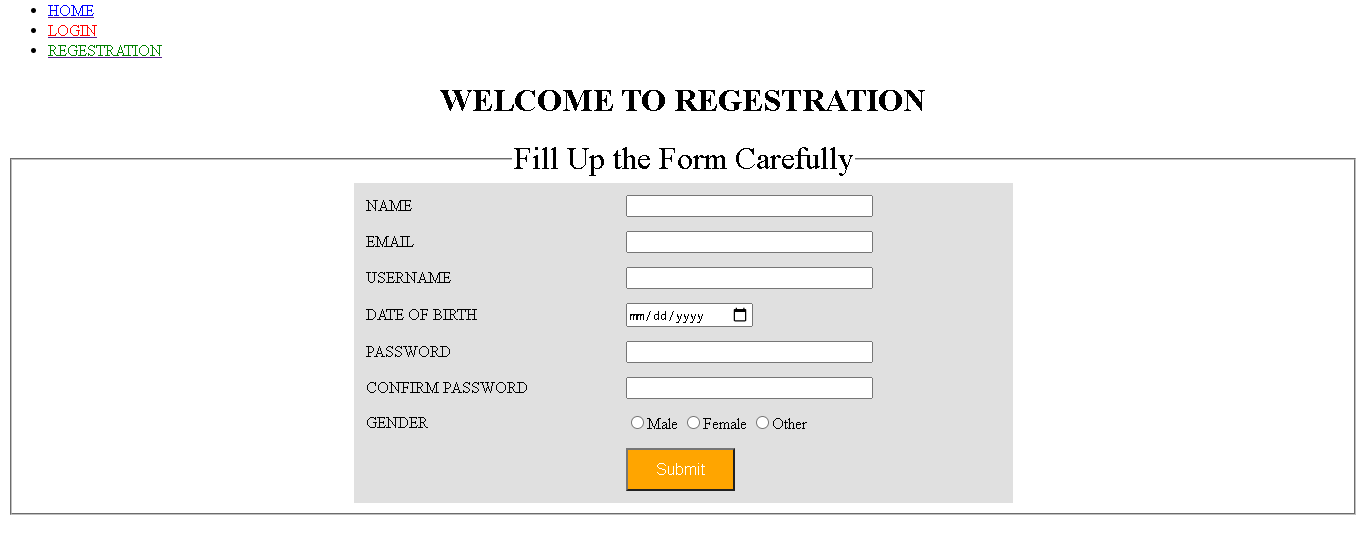 HOME
LOGIN
REGESTRATION
WELCOME TO REGESTRATION
Fill Up the Form Carefully
NAME
EMAIL
USERNAME
DATE OF BIRTH mm/dd/yyyy
PASSWORD
CONFIRM PASSWORD
GENDER Male Female Other
Submit